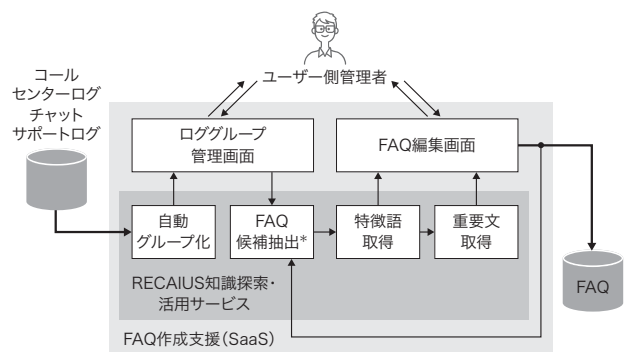 ユーザー側管理者
コール
センターログ
チャット
サポートログ
ロググループ
管理画面
FAQ編集画面
自動
グループ化
FAQ
候補抽出*
特徴語
取得
重要文
取得
FAQ
RECAIUS知識探索・
活用サービス
FAQ作成支援(SaaS)